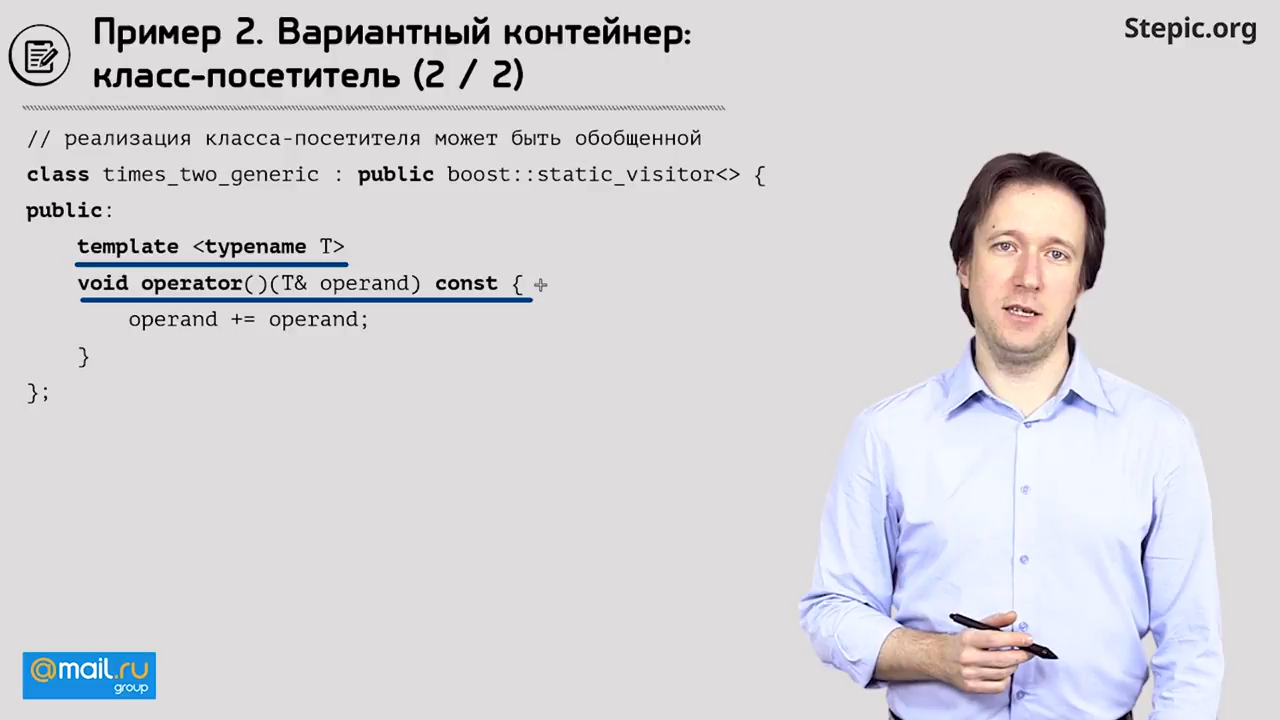 Пример 2. Вариантный контейнер:
класс-посетитель (2 / 2)
Stepic.org
// реализация класса-посетителя может быть обобщенной
class times_two_generic : public boost::static_visitor<> {
public:
template <typename T>
void operator()(T& operand) const {
operand += operand;
}
};
@mail.ru
group